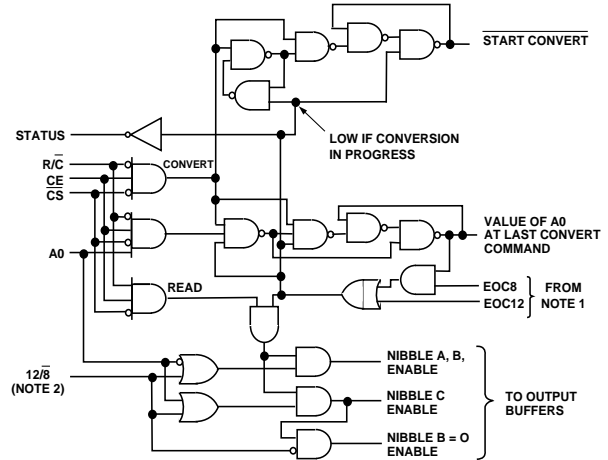 START CONVERT
STATUS
LOW IF CONVERSION
IN PROGRESS
R/C
CONVERT
CE
CS
VALUE OF A0
AT LAST CONVERT
COMMAND
A0
READ
EOC8
EOC12
FROM
NOTE 1
NIBBLE A, B,
ENABLE
12/8
(NOTE 2)
NIBBLE C
ENABLE
TO OUTPUT
BUFFERS
NIBBLE B = O
ENABLE